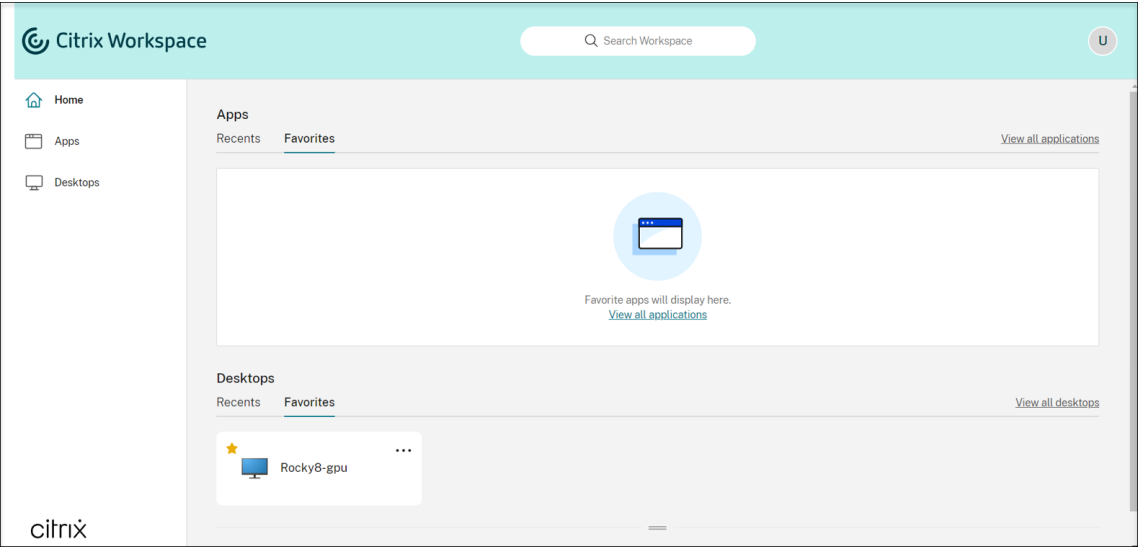 Citrix Workspace
Search Workspace
U
Home
Apps
Desktops
Apps
Recents Favorites View all applications
Favorite apps will display here.
View all applications
Desktops
Recents Favorites View all desktops
Rocky8-gpu
citrix